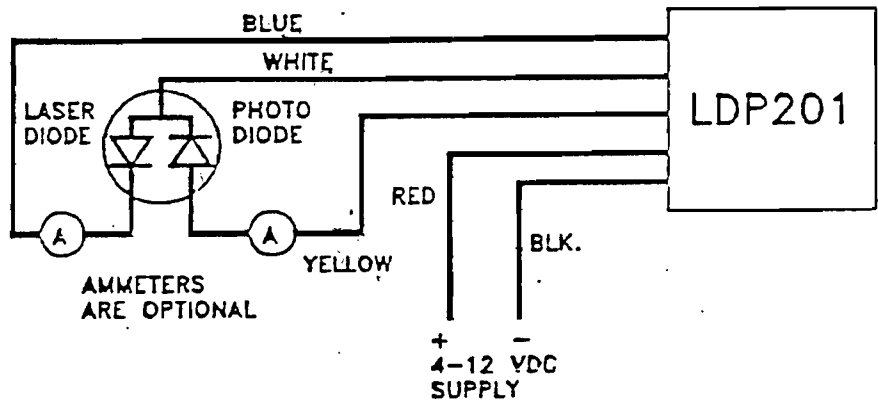 BLUE
WHITE
LASER
DIODE
PHOTO
DIODE
LDP201
RED
BLK.
A
A
YELLOW
AMMETERS
ARE OPTIONAL
+ −
4-12 VDC
SUPPLY